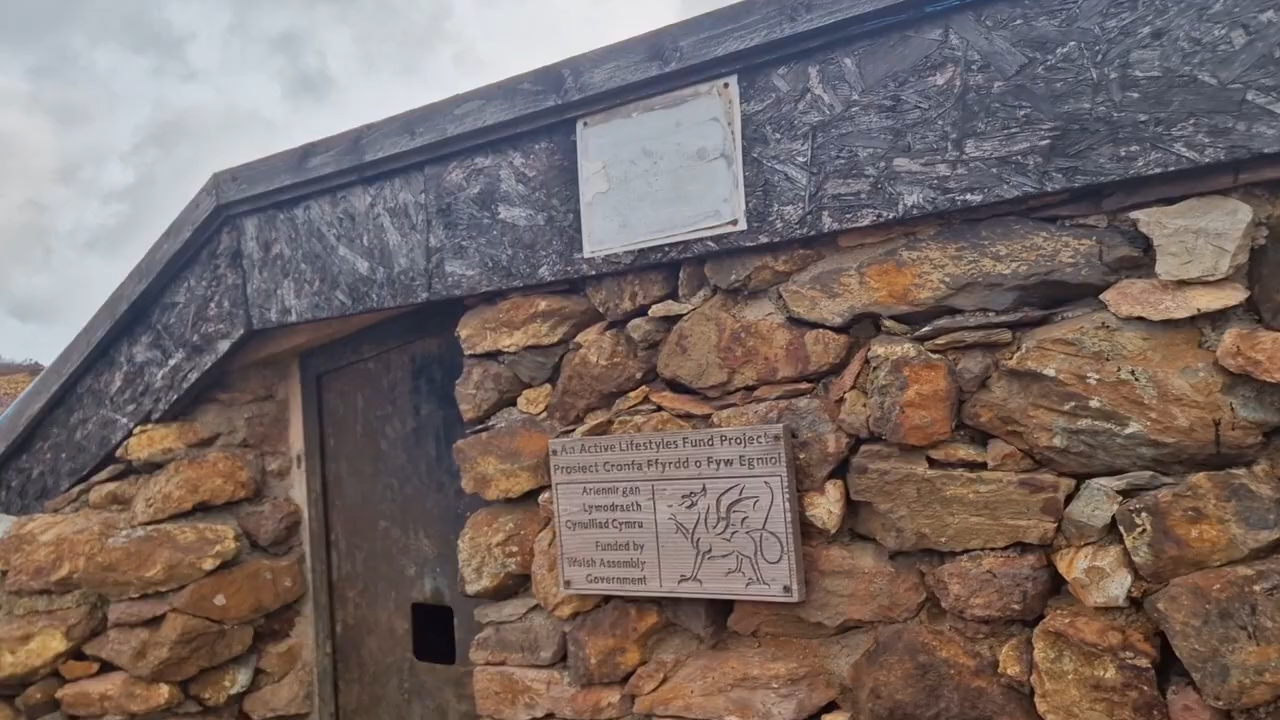 An Active Lifestyles Fund Project
Prosiect Cronfa Ffyrdd o Fyw Egniol
Ariennir gan
Lywodraeth
Cynulliad Cymru
Funded by
Welsh Assembly
Government